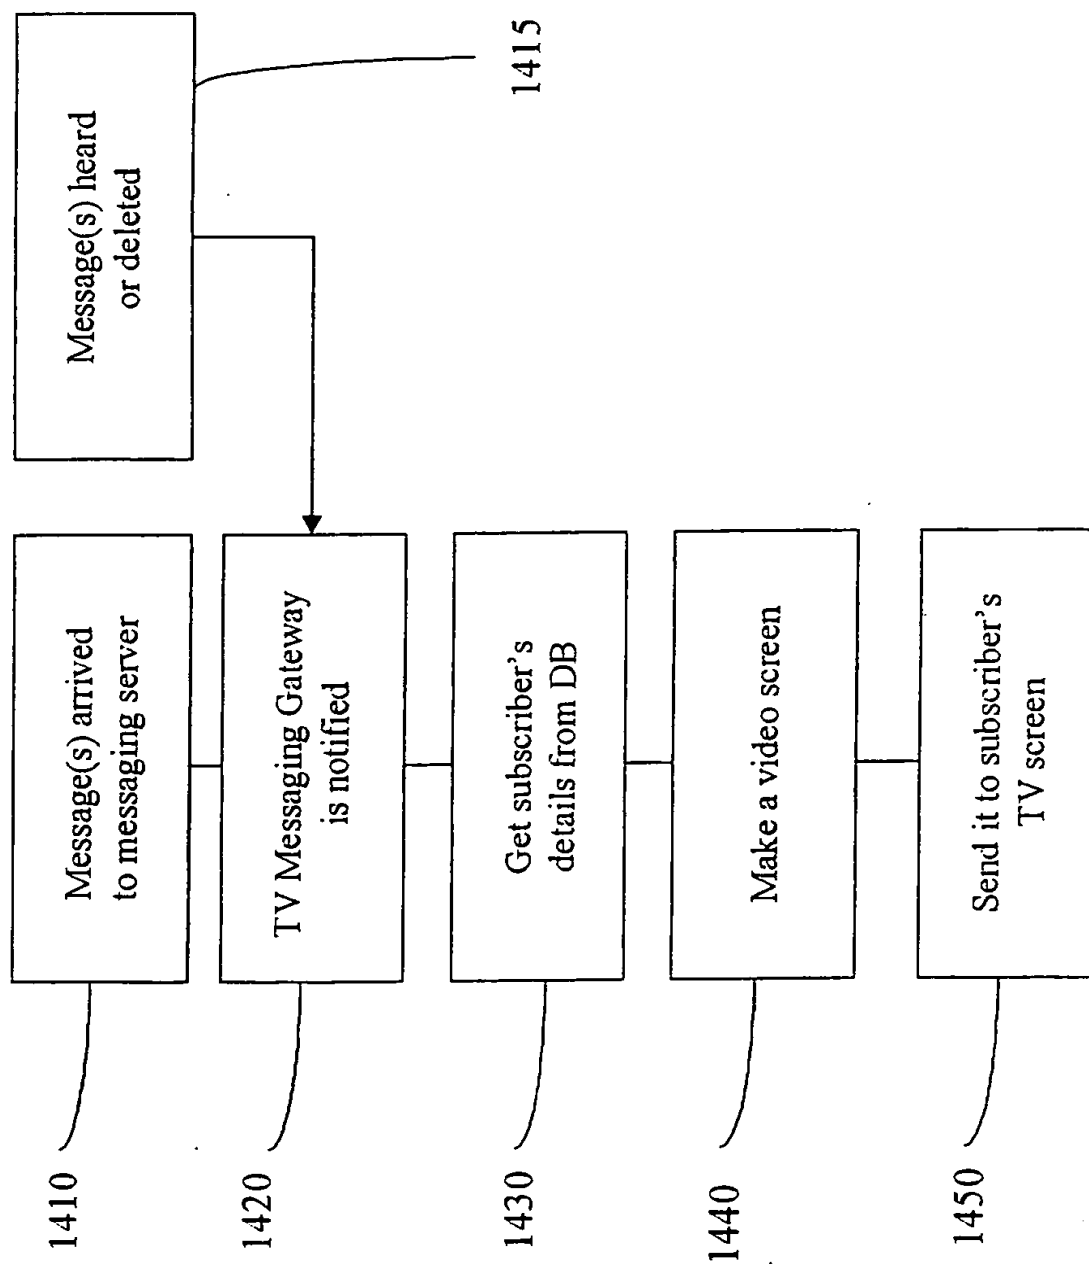 1410
Message(s) arrived
to messaging server
Message(s) heard
or deleted
1415
1420
TV Messaging Gateway
is notified
1430
Get subscriber's
details from DB
1440
Make a video screen
1450
Send it to subscriber's
TV screen